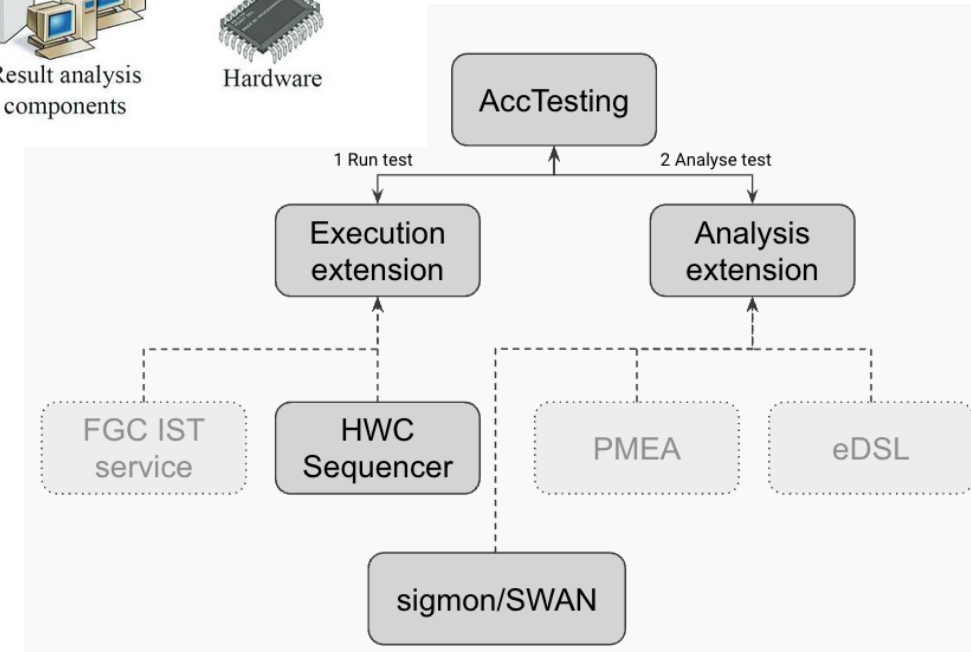 Result analysis
components
Hardware
AccTesting
1 Run test
2 Analyse test
Execution
extension
Analysis
extension
FGC IST
service
HWC
Sequencer
PMEA
eDSL
sigmon/SWAN